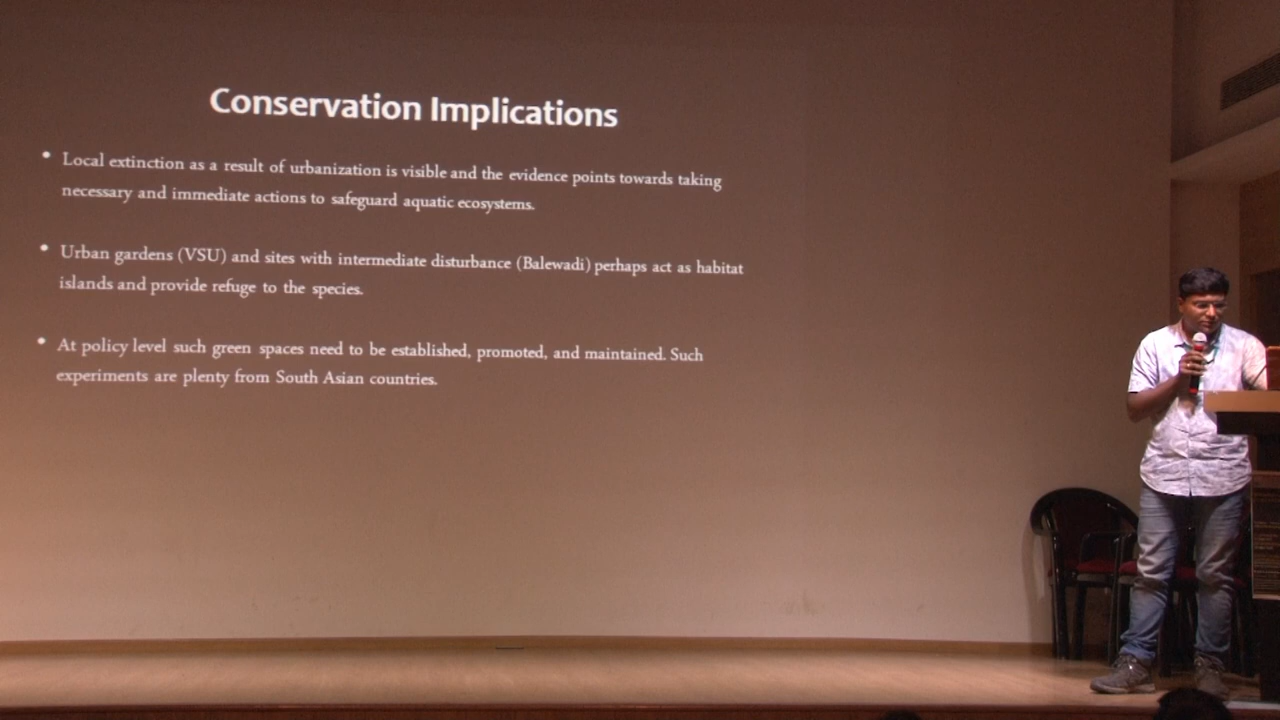 Conservation Implications
• Local extinction as a result of urbanization is visible and the evidence points towards taking
necessary and immediate actions to safeguard aquatic ecosystems.
• Urban gardens (VSU) and sites with intermediate disturbance (Balewadi) perhaps act as habitat
islands and provide refuge to the species.
• At policy level such green spaces need to be established, promoted, and maintained. Such
experiments are plenty from South Asian countries.